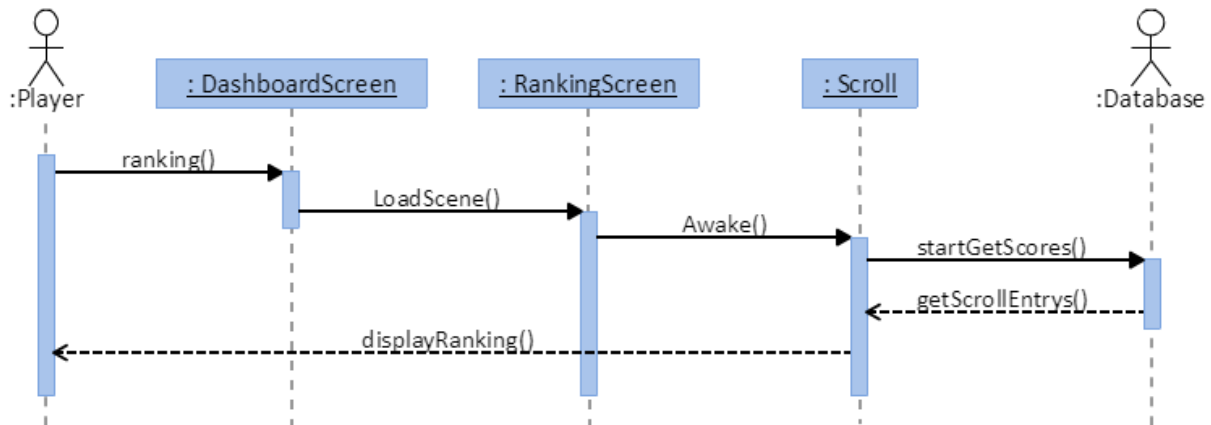 : DashboardScreen
: RankingScreen
: Scroll
:Player
:Database
ranking()
LoadScene()
Awake()
startGetScores()
getScrollEntrys()
displayRanking()